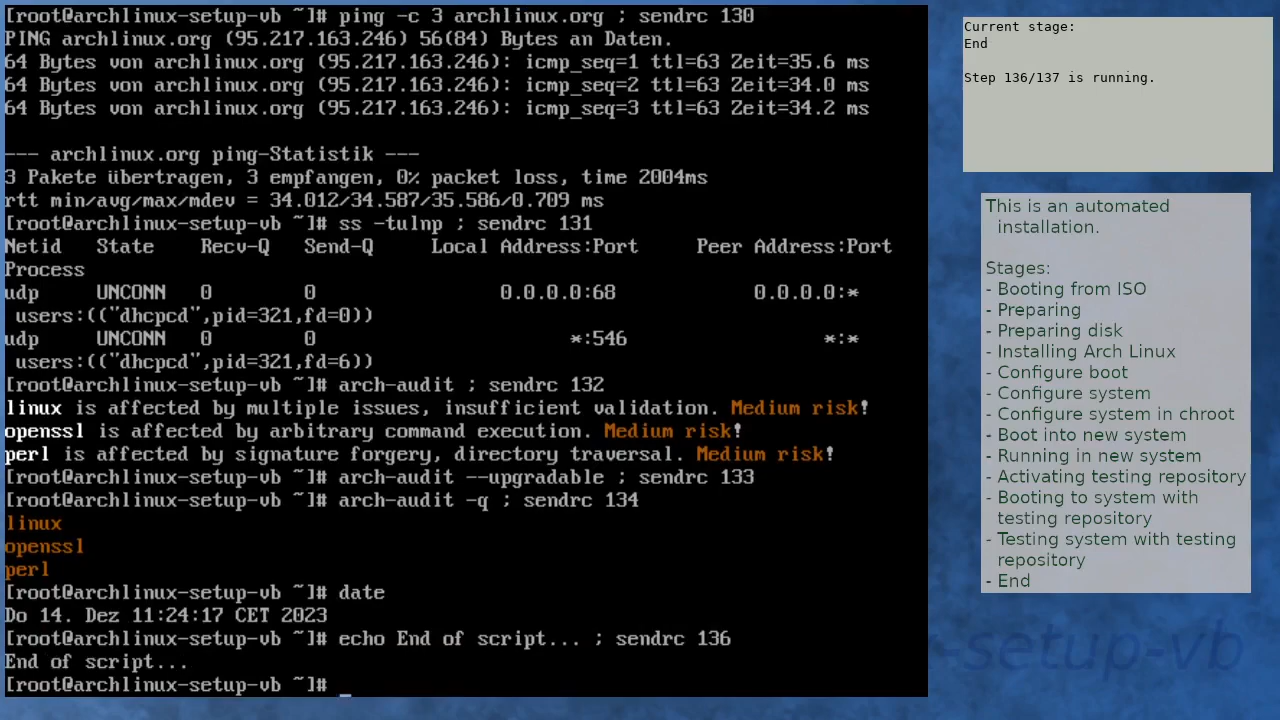 [root@archlinux-setup-vb ~]# ping -c 3 archlinux.org ; sendrc 130
PING archlinux.org (95.217.163.246) 56(84) Bytes an Daten.
64 Bytes von archlinux.org (95.217.163.246): icmp_seq=1 ttl=63 Zeit=35.6 ms
64 Bytes von archlinux.org (95.217.163.246): icmp_seq=2 ttl=63 Zeit=34.0 ms
64 Bytes von archlinux.org (95.217.163.246): icmp_seq=3 ttl=63 Zeit=34.2 ms
--- archlinux.org ping-Statistik ---
3 Pakete übertragen, 3 empfangen, 0% packet loss, time 2004ms
rtt min/avg/max/mdev = 34.012/34.587/35.586/0.709 ms
[root@archlinux-setup-vb ~]# ss -tulnp ; sendrc 131
Netid State Recv-Q Send-Q Local Address:Port Peer Address:Port
Process
udp UNCONN 0 0 0.0.0.0:68 0.0.0.0:*
users:(("dhcpcd",pid=321,fd=0))
udp UNCONN 0 0 *:546 *:*
users:(("dhcpcd",pid=321,fd=6))
[root@archlinux-setup-vb ~]# arch-audit ; sendrc 132
linux is affected by multiple issues, insufficient validation. Medium risk!
openssl is affected by arbitrary command execution. Medium risk!
perl is affected by signature forgery, directory traversal. Medium risk!
[root@archlinux-setup-vb ~]# arch-audit --upgradable ; sendrc 133
[root@archlinux-setup-vb ~]# arch-audit -q ; sendrc 134
linux
openssl
perl
[root@archlinux-setup-vb ~]# date
Do 14. Dez 11:24:17 CET 2023
[root@archlinux-setup-vb ~]# echo End of script... ; sendrc 136
End of script...
[root@archlinux-setup-vb ~]# _
Current stage:
End
Step 136/137 is running.
This is an automated
installation.
Stages:
- Booting from ISO
- Preparing
- Preparing disk
- Installing Arch Linux
- Configure boot
- Configure system
- Configure system in chroot
- Boot into new system
- Running in new system
- Activating testing repository
- Booting to system with
testing repository
- Testing system with testing
repository
- End
-setup-vb